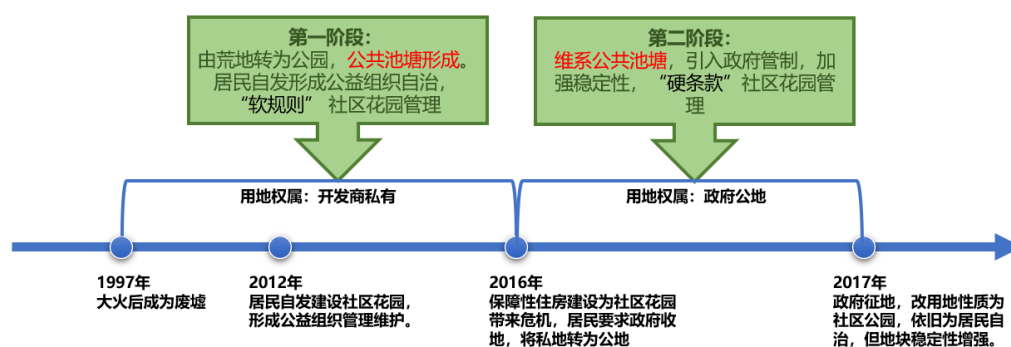 第一阶段：
由荒地转为公园，公共池塘形成。
居民自发形成公益组织自治，
“软规则” 社区花园管理
第二阶段：
维系公共池塘，引入政府管制，加
强稳定性，“硬条款”社区花园管
理
用地权属：开发商私有
用地权属：政府公地
1997年
大火后成为废墟
2012年
居民自发建设社区花园，
形成公益组织管理维护。
2016年
保障性住房建设为社区花园
带来危机，居民要求政府收
地，将私地转为公地
2017年
政府征地，改用地性质为
社区公园，依旧为居民自
治，但地块稳定性增强。